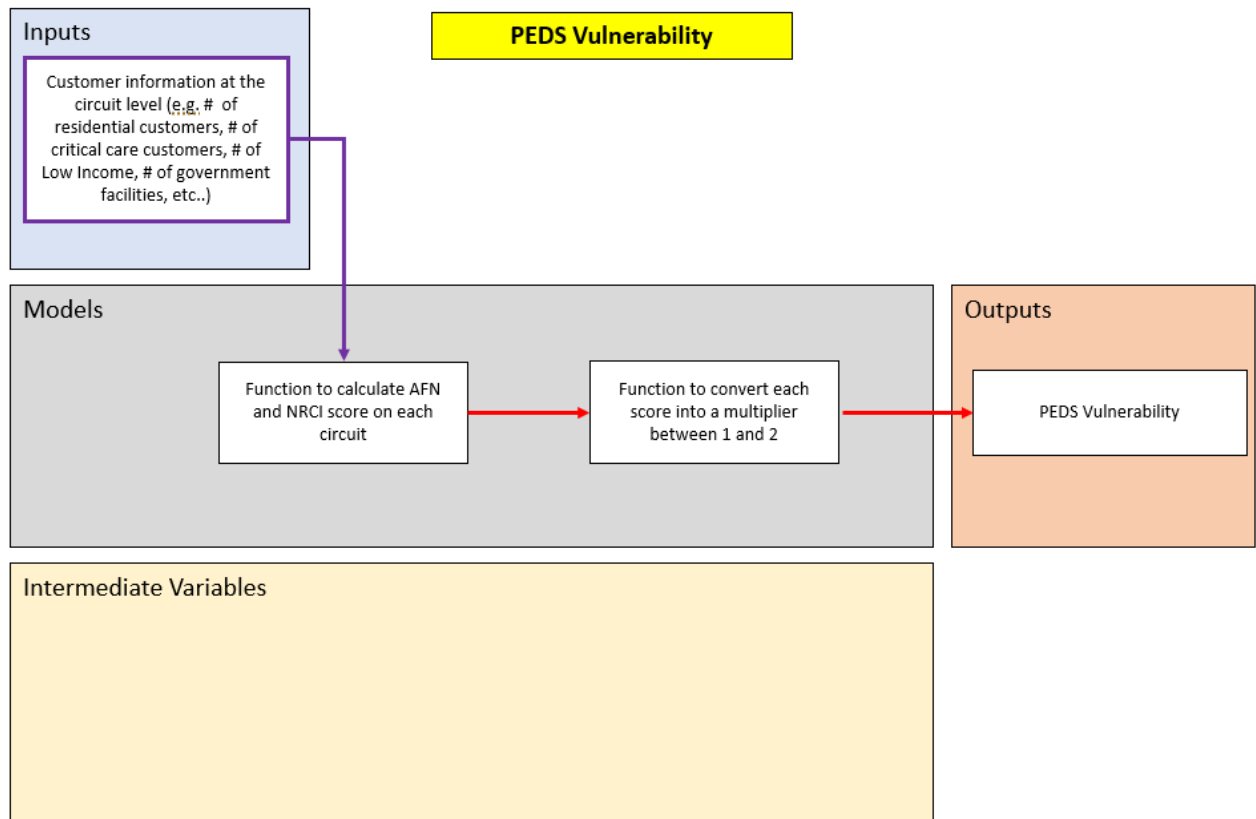 Inputs
PEDS Vulnerability
Customer information at the
circuit level (e.g. # of
residential customers, # of
critical care customers, # of
Low Income, # of government
facilities, etc..)
Models
Function to calculate AFN
and NRCI score on each
circuit
Function to convert each
score into a multiplier
between 1 and 2
Outputs
PEDS Vulnerability
Intermediate Variables